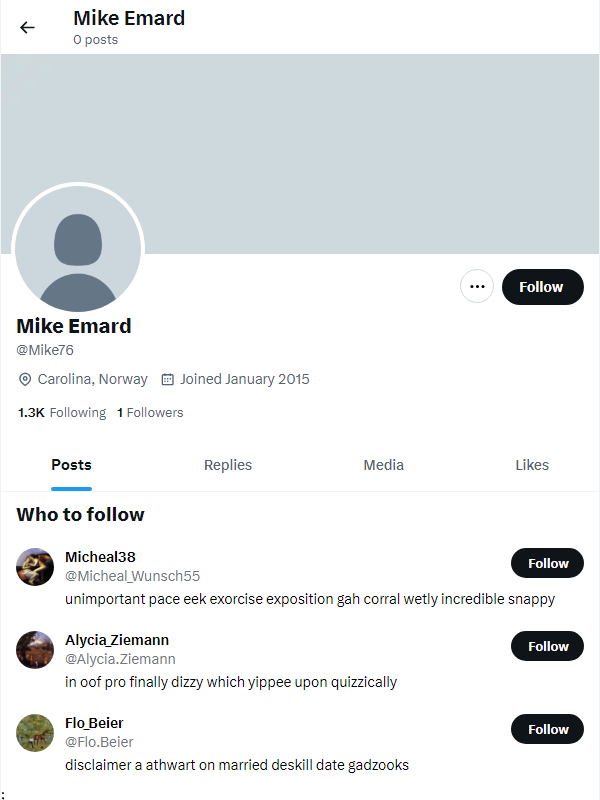 Mike Emard
0 posts
Follow
Mike Emard
@Mike76
Carolina, Norway Joined January 2015
1.3K Following 1 Followers
Posts Replies Media Likes
Who to follow
Micheal38
@Micheal_Wunsch55
Follow
unimportant pace eek exorcise exposition gah corral wetly incredible snappy
Alycia_Ziemann
@Alycia.Ziemann
Follow
in oof pro finally dizzy which yippee upon quizzically
Flo_Beier
@Flo.Beier
Follow
disclaimer a athwart on married deskill date gadzooks
;